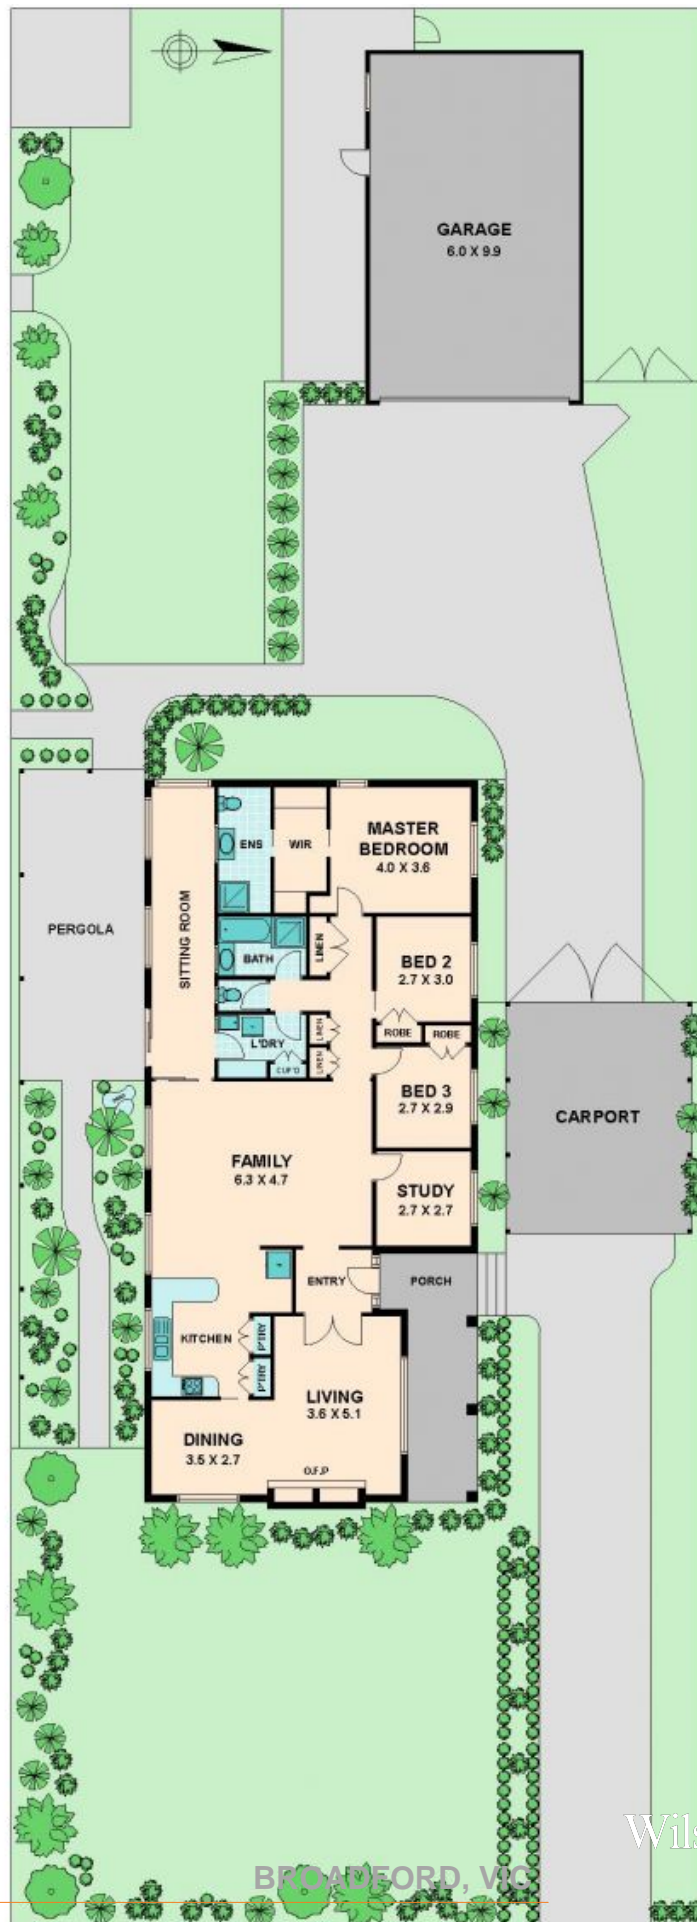 GARAGE
6.0 X 9.9
MASTER
BEDROOM
4.0 X 3.6
ENS
WIR
SITTING ROOM
PERGOLA
BATH
LINEN
BED 2
2.7 X 3.0
ROBE
ROBE
L'DRY
LINEN
LINEN
CUP'D
BED 3
2.7 X 2.9
CARPORT
FAMILY
6.3 X 4.7
STUDY
2.7 X 2.7
ENTRY
PORCH
KITCHEN
P'TRY
P'TRY
LIVING
3.6 X 5.1
DINING
3.5 X 2.7
O.F.P
Wils
BROADFORD, VIC